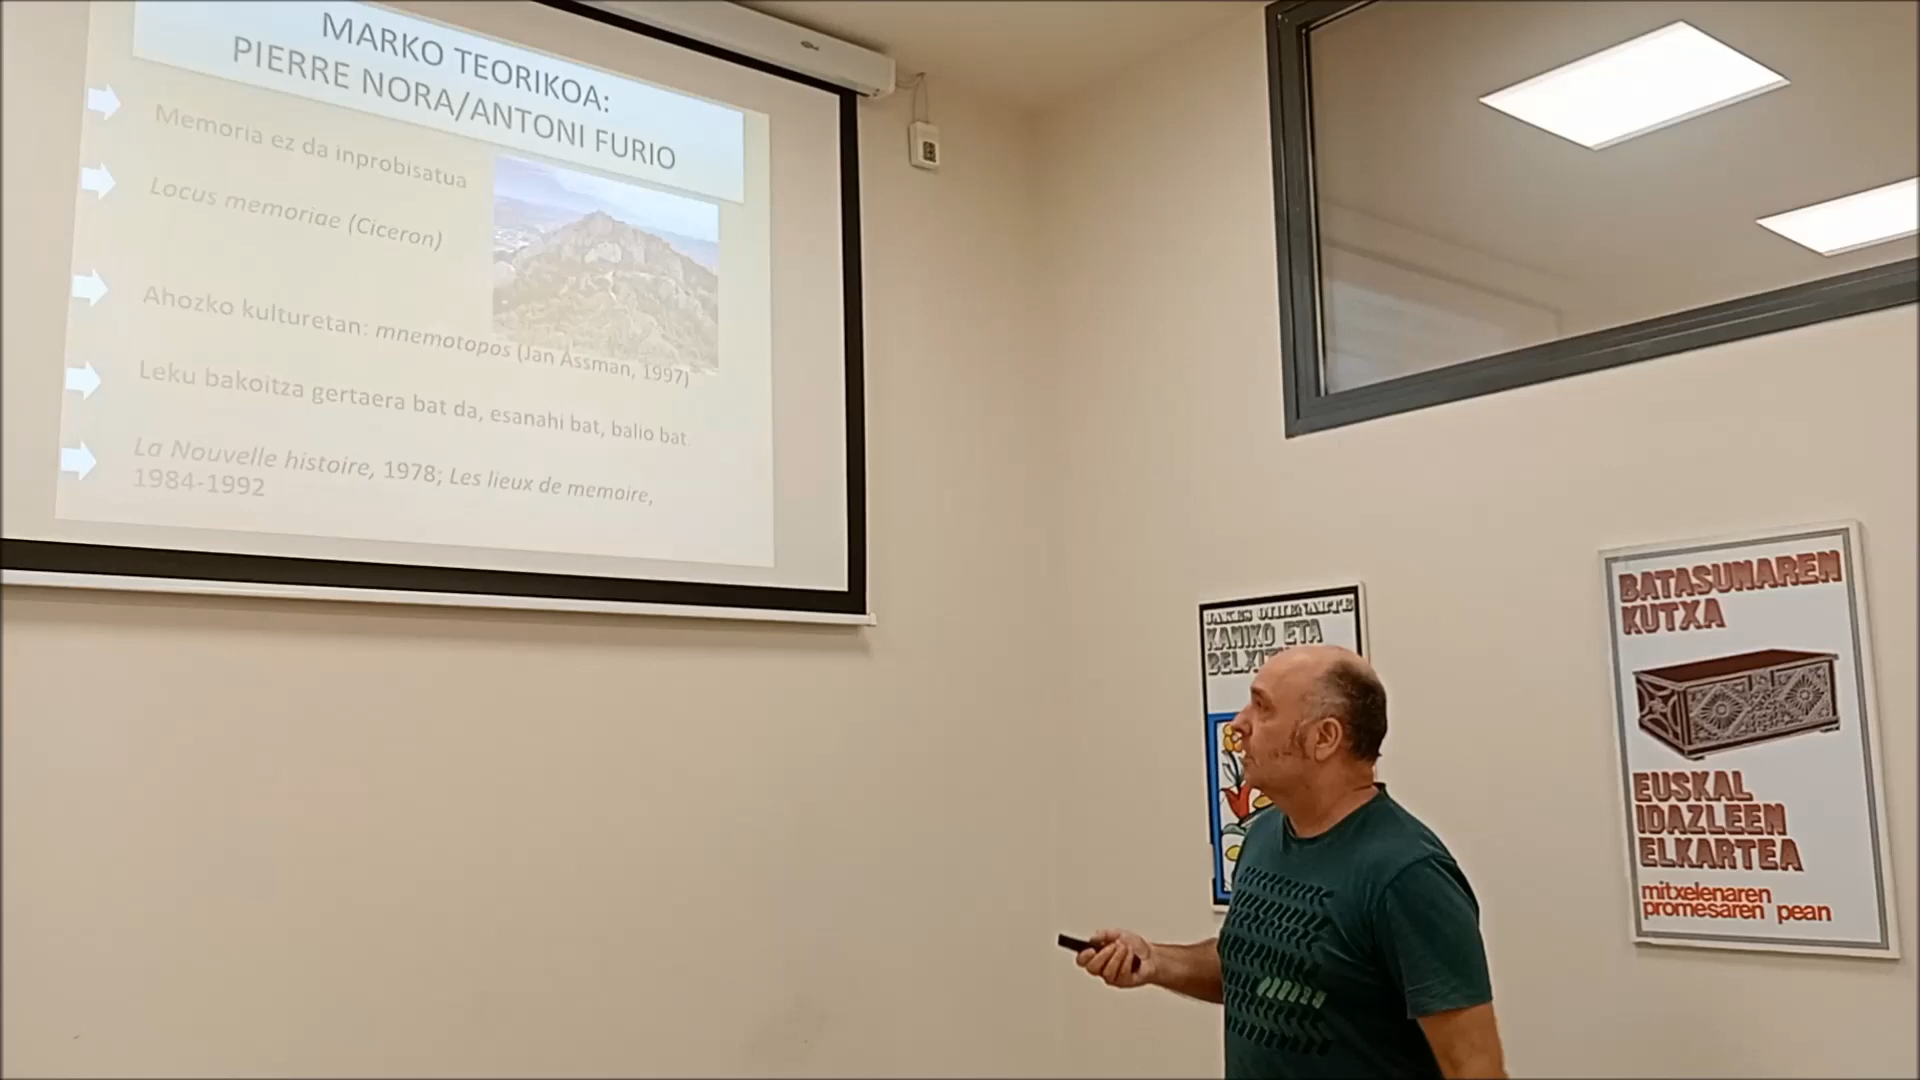 MARKO TEORIKOA:
PIERRE NORA/ANTONI FURIO
Memoria ez da inprobisatua
Locus memoriae (Ciceron)
Ahozko kulturetan: mnemotopos (Jan Assman, 1997)
Leku bakoitza gertaera bat da, esanahi bat, balio bat.
La Nouvelle histoire, 1978; Les lieux de memoire,
1984-1992
JAKES OIHENARTE
KANIKO ETA
BATASUNAREN
KUTXA
EUSKAL
IDAZLEEN
ELKARTEA
mitxelenaren
promesaren pean